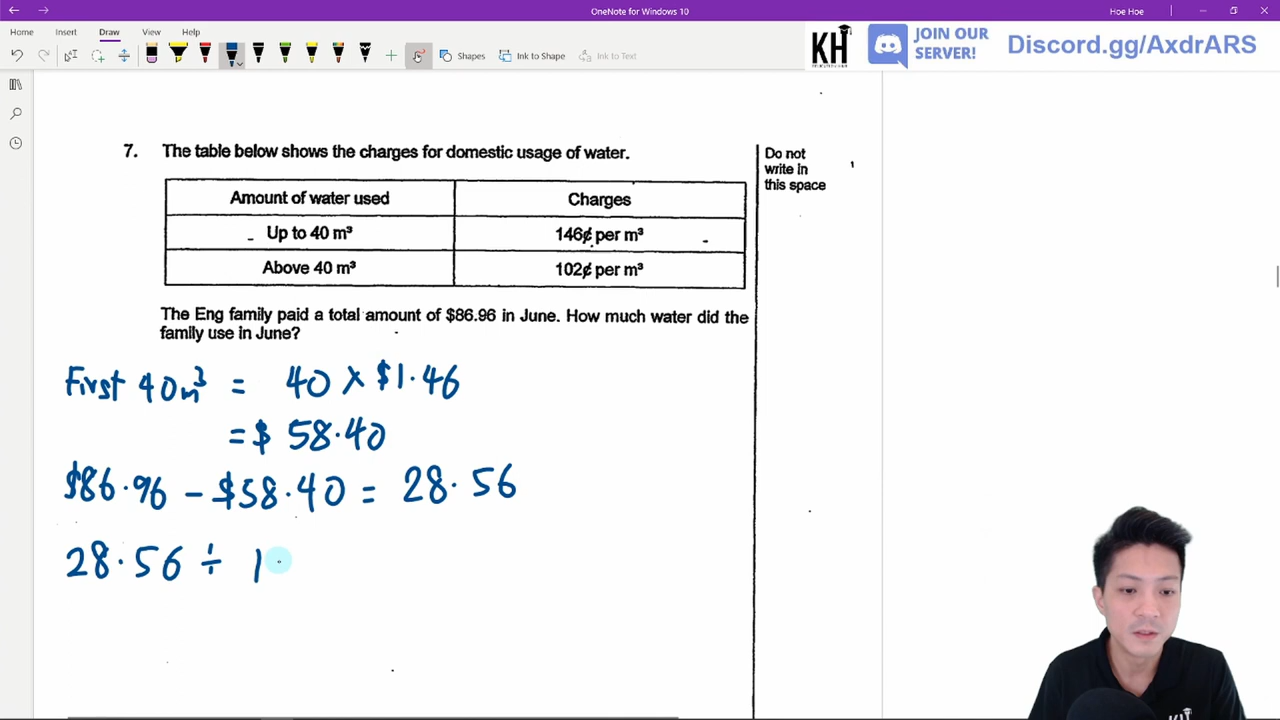 OneNote for Windows 10
Hoe Hoe
Home Insert Draw View Help
Shapes Ink to Shape Ink to Text
KH
JOIN OUR
SERVER!
Discord.gg/AxdrARS
7. The table below shows the charges for domestic usage of water.
Do not
write in
this space
Amount of water used Charges
Up to 40 m³ 146¢ per m³
Above 40 m³ 102¢ per m³
The Eng family paid a total amount of $86.96 in June. How much water did the
family use in June?
First 40m³ = 40 × $1.46
= $ 58.40
$86.96 - $58.40 = 28.56
28.56 ÷ 1
KH